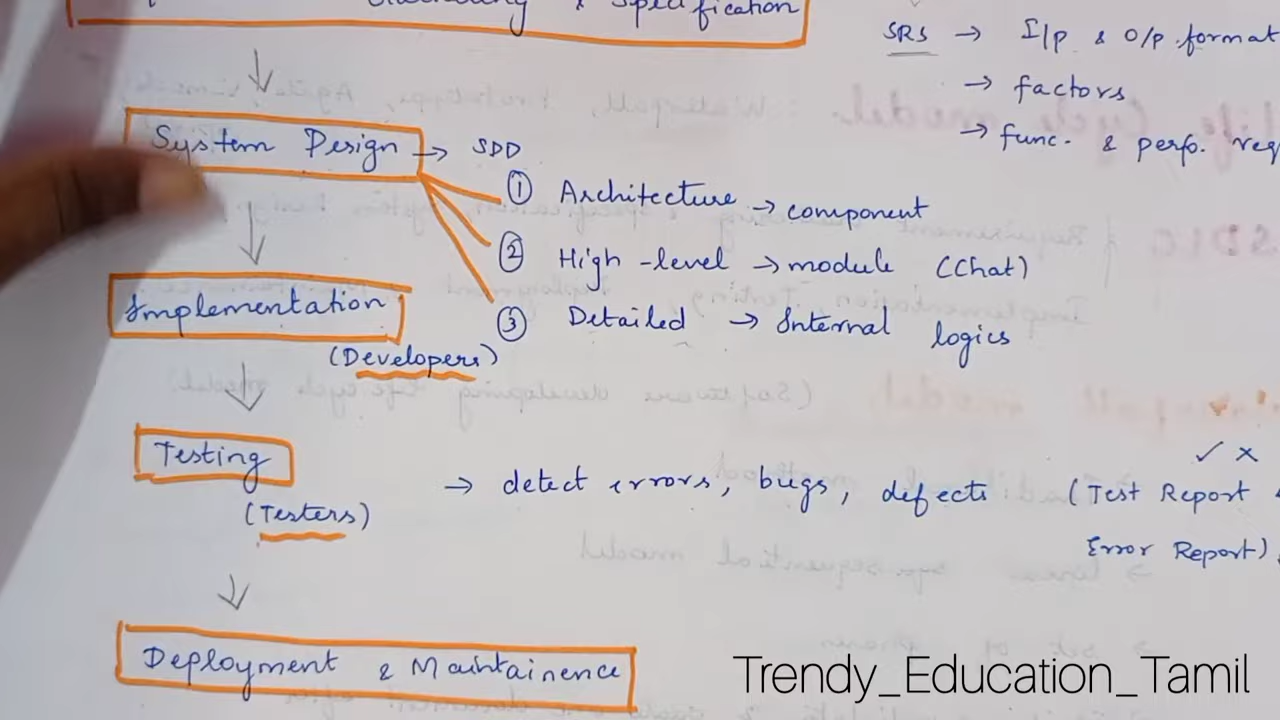 & Specification
SRS → I/p & O/p format
→ factors
→ func. & perfo. req
System Design → SDD
① Architecture → component
② High-level → module (Chat)
③ Detailed → Internal logics
Implementation
(Developers)
Testing → detect errors, bugs, defects (Test Report
✓ ×
Error Report)
(Testers)
Deployment & Maintainence
Trendy_Education_Tamil